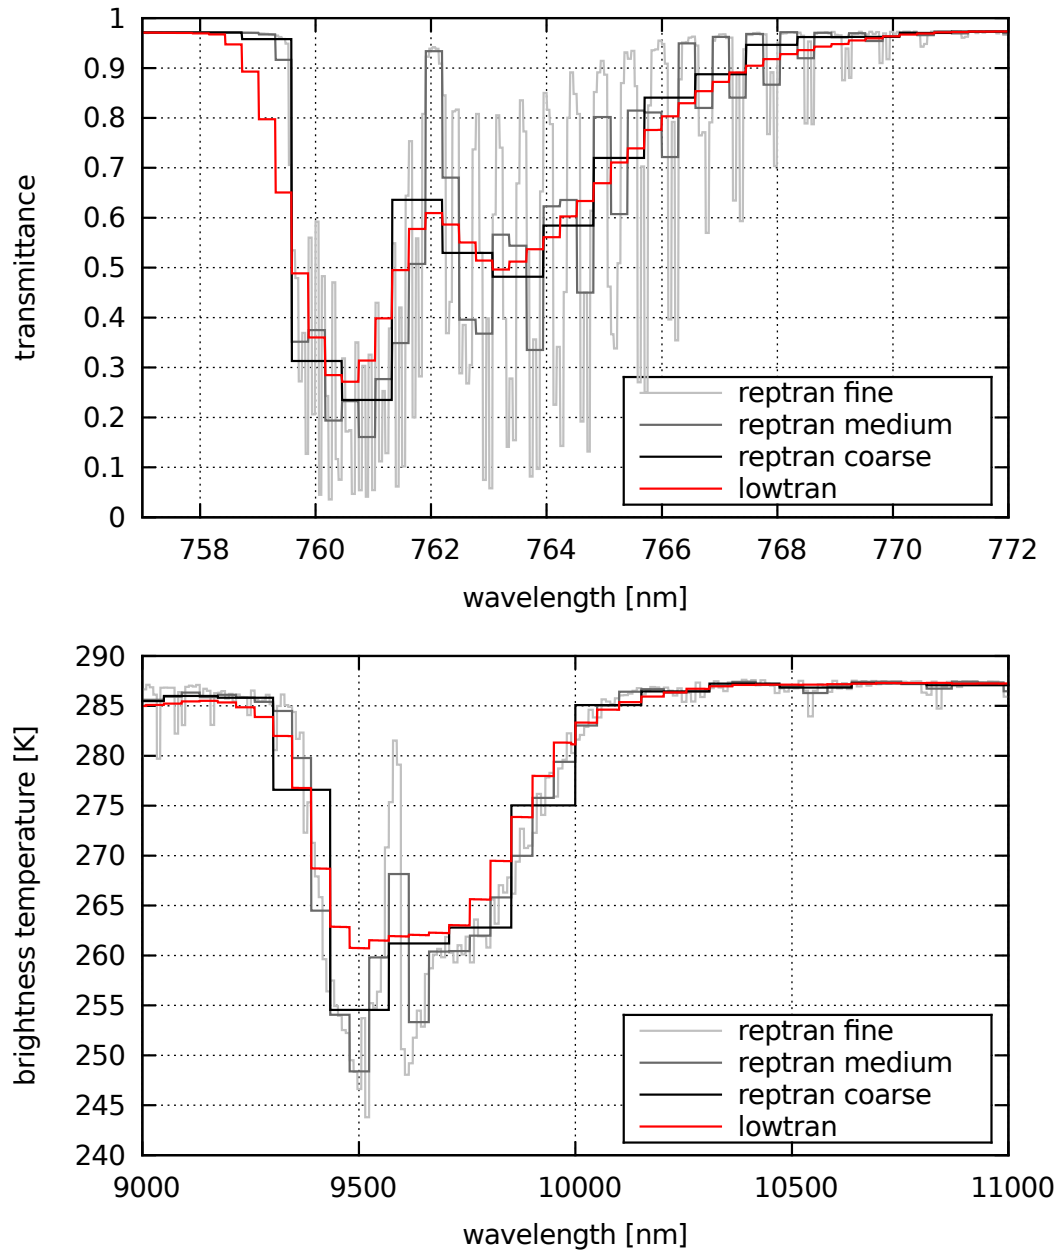 1
0.9
0.8
0.7
0.6
0.5
0.4
0.3
0.2
0.1
0
transmittance
reptran fine
reptran medium
reptran coarse
lowtran
758 760 762 764 766 768 770 772
wavelength [nm]
290
285
280
275
270
265
260
255
250
245
240
brightness temperature [K]
reptran fine
reptran medium
reptran coarse
lowtran
9000 9500 10000 10500 11000
wavelength [nm]